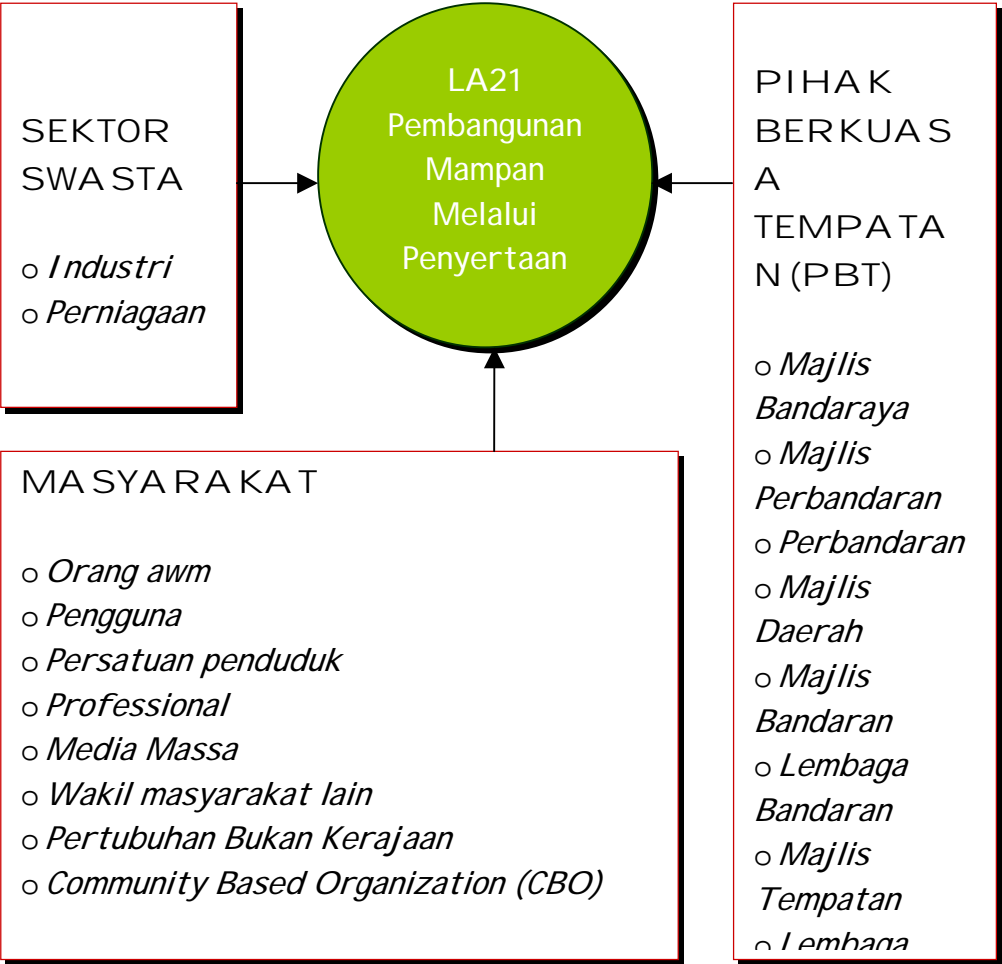 SEKTOR
SWASTA
o Industri
o Perniagaan
LA21
Pembangunan
Mampan
Melalui
Penyertaan
PIHAK
BERKUAS
A
TEMPATA
N (PBT)
o Majlis
Bandaraya
o Majlis
Perbandaran
o Perbandaran
o Majlis
Daerah
o Majlis
Bandaran
o Lembaga
Bandaran
o Majlis
Tempatan
o Lembaga
MASYARAKAT
o Orang awm
o Pengguna
o Persatuan penduduk
o Professional
o Media Massa
o Wakil masyarakat lain
o Pertubuhan Bukan Kerajaan
o Community Based Organization (CBO)